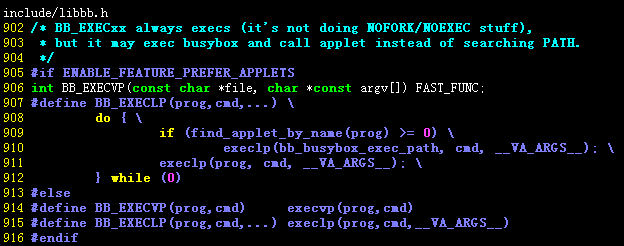 include/libbb.h
902 /* BB_EXECxx always execs (it's not doing NOFORK/NOEXEC stuff),
903  * but it may exec busybox and call applet instead of searching PATH.
904  */
905 #if ENABLE_FEATURE_PREFER_APPLETS
906 int BB_EXECVP(const char *file, char *const argv[]) FAST_FUNC;
907 #define BB_EXECLP(prog,cmd,...) \
908         do { \
909                 if (find_applet_by_name(prog) >= 0) \
910                         execlp(bb_busybox_exec_path, cmd, __VA_ARGS__); \
911                 execlp(prog, cmd, __VA_ARGS__); \
912         } while (0)
913 #else
914 #define BB_EXECVP(prog,cmd)     execvp(prog,cmd)
915 #define BB_EXECLP(prog,cmd,...) execlp(prog,cmd,__VA_ARGS__)
916 #endif